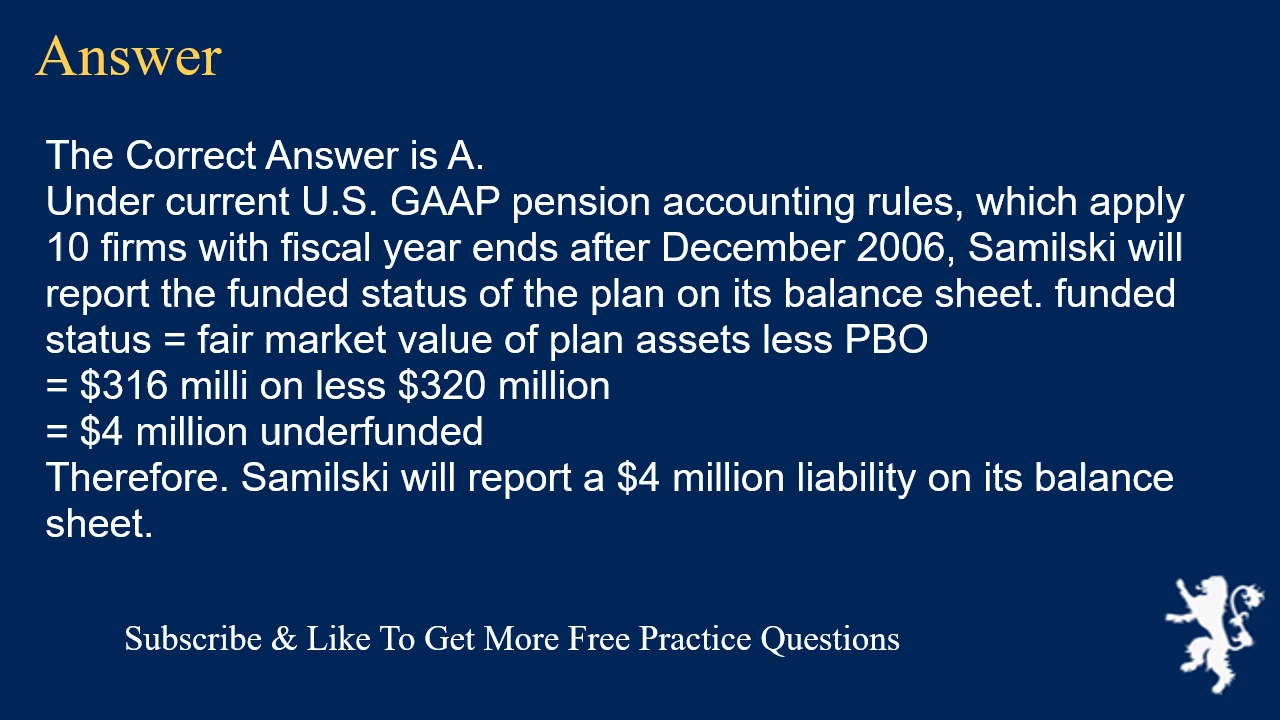 Answer
The Correct Answer is A.
Under current U.S. GAAP pension accounting rules, which apply
10 firms with fiscal year ends after December 2006, Samilski will
report the funded status of the plan on its balance sheet. funded
status = fair market value of plan assets less PBO
= $316 milli on less $320 million
= $4 million underfunded
Therefore. Samilski will report a $4 million liability on its balance
sheet.
Subscribe & Like To Get More Free Practice Questions